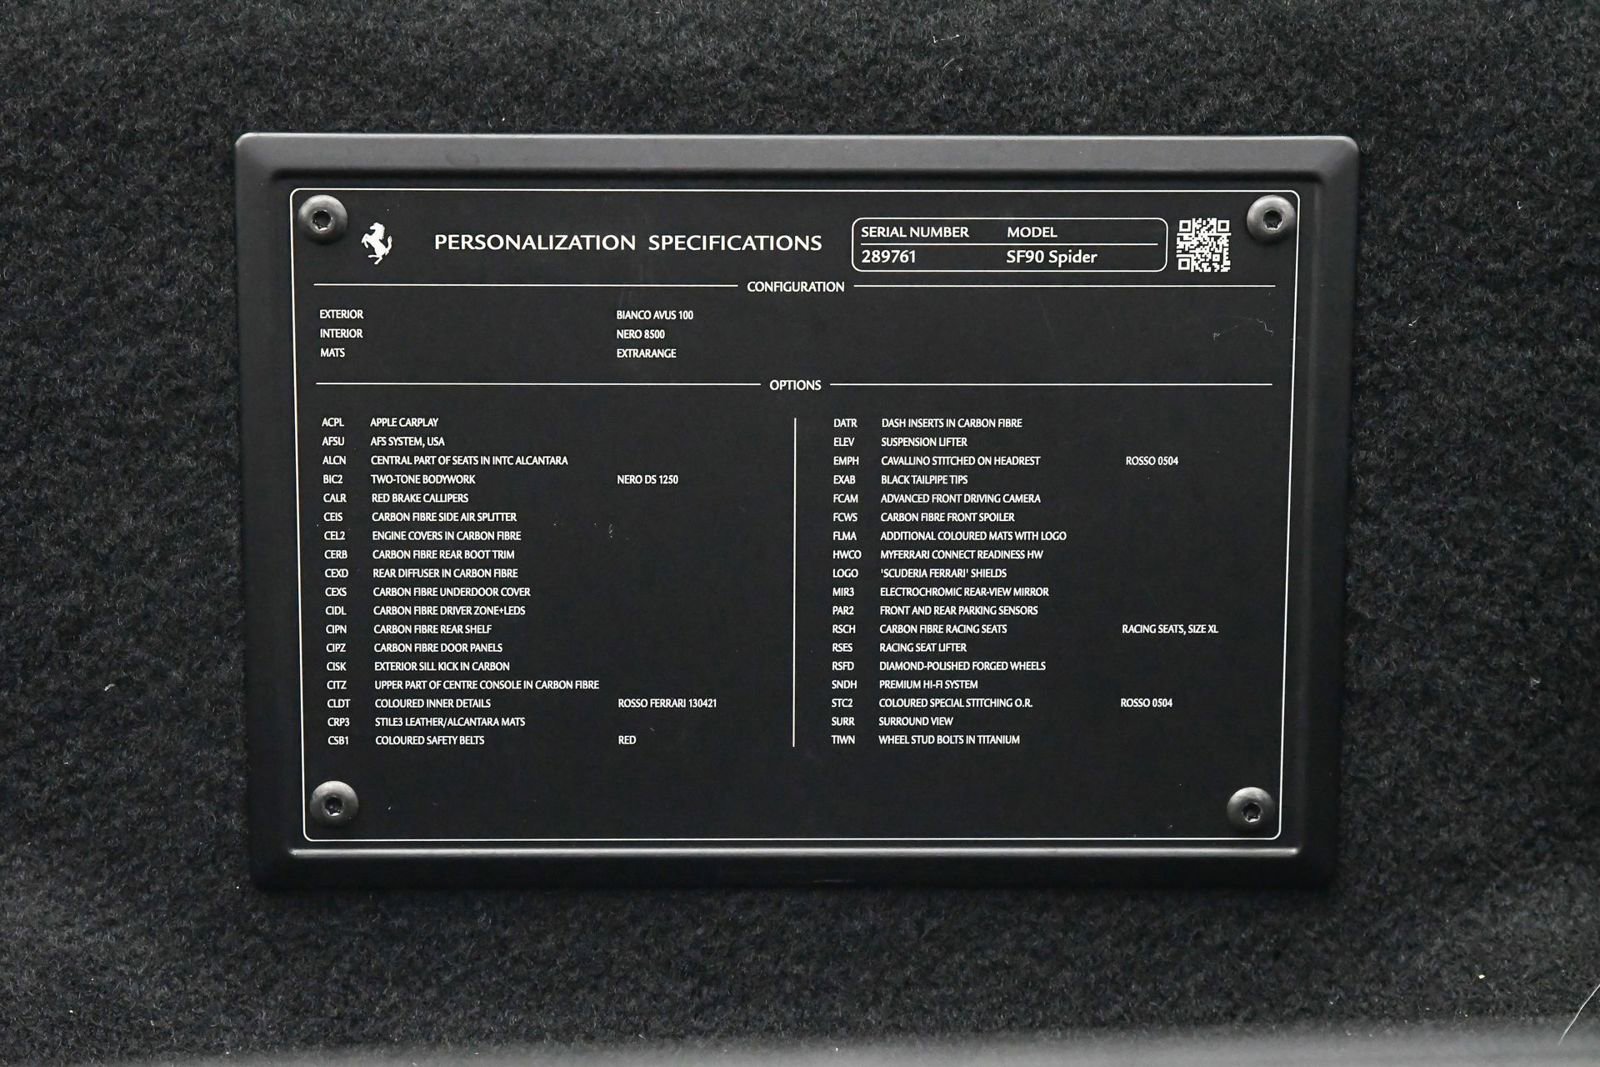 PERSONALIZATION SPECIFICATIONS
SERIAL NUMBER MODEL
289761 SF90 Spider
CONFIGURATION
EXTERIOR BIANCO AVUS 100
INTERIOR NERO 8500
MATS EXTRARANGE
OPTIONS
ACPL APPLE CARPLAY
AFSU AFS SYSTEM, USA
ALCN CENTRAL PART OF SEATS IN INTC ALCANTARA
BIC2 TWO-TONE BODYWORK NERO DS 1250
CALR RED BRAKE CALLIPERS
CEIS CARBON FIBRE SIDE AIR SPLITTER
CEL2 ENGINE COVERS IN CARBON FIBRE
CERB CARBON FIBRE REAR BOOT TRIM
CEXD REAR DIFFUSER IN CARBON FIBRE
CEXS CARBON FIBRE UNDERDOOR COVER
CIDL CARBON FIBRE DRIVER ZONE+LEDS
CIPN CARBON FIBRE REAR SHELF
CIPZ CARBON FIBRE DOOR PANELS
CISK EXTERIOR SILL KICK IN CARBON
CITZ UPPER PART OF CENTRE CONSOLE IN CARBON FIBRE
CLDT COLOURED INNER DETAILS ROSSO FERRARI 130421
CRP3 STILE3 LEATHER/ALCANTARA MATS
CSB1 COLOURED SAFETY BELTS RED
DATR DASH INSERTS IN CARBON FIBRE
ELEV SUSPENSION LIFTER
EMPH CAVALLINO STITCHED ON HEADREST ROSSO 0504
EXAB BLACK TAILPIPE TIPS
FCAM ADVANCED FRONT DRIVING CAMERA
FCWS CARBON FIBRE FRONT SPOILER
FLMA ADDITIONAL COLOURED MATS WITH LOGO
HWCO MYFERRARI CONNECT READINESS HW
LOGO 'SCUDERIA FERRARI' SHIELDS
MIR3 ELECTROCHROMIC REAR-VIEW MIRROR
PAR2 FRONT AND REAR PARKING SENSORS
RSCH CARBON FIBRE RACING SEATS RACING SEATS, SIZE XL
RSES RACING SEAT LIFTER
RSFD DIAMOND-POLISHED FORGED WHEELS
SNDH PREMIUM HI-FI SYSTEM
STC2 COLOURED SPECIAL STITCHING O.R. ROSSO 0504
SURR SURROUND VIEW
TIWN WHEEL STUD BOLTS IN TITANIUM